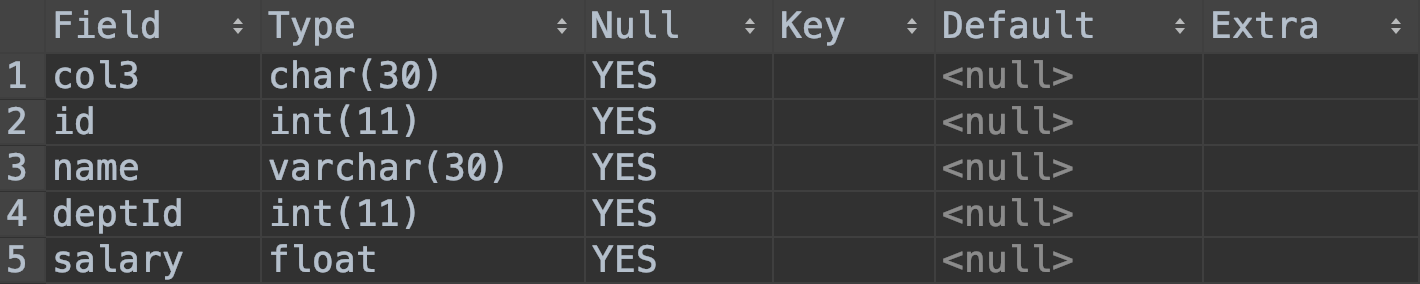 Field Type Null Key Default Extra
1 col3 char(30) YES <null>
2 id int(11) YES <null>
3 name varchar(30) YES <null>
4 deptId int(11) YES <null>
5 salary float YES <null>